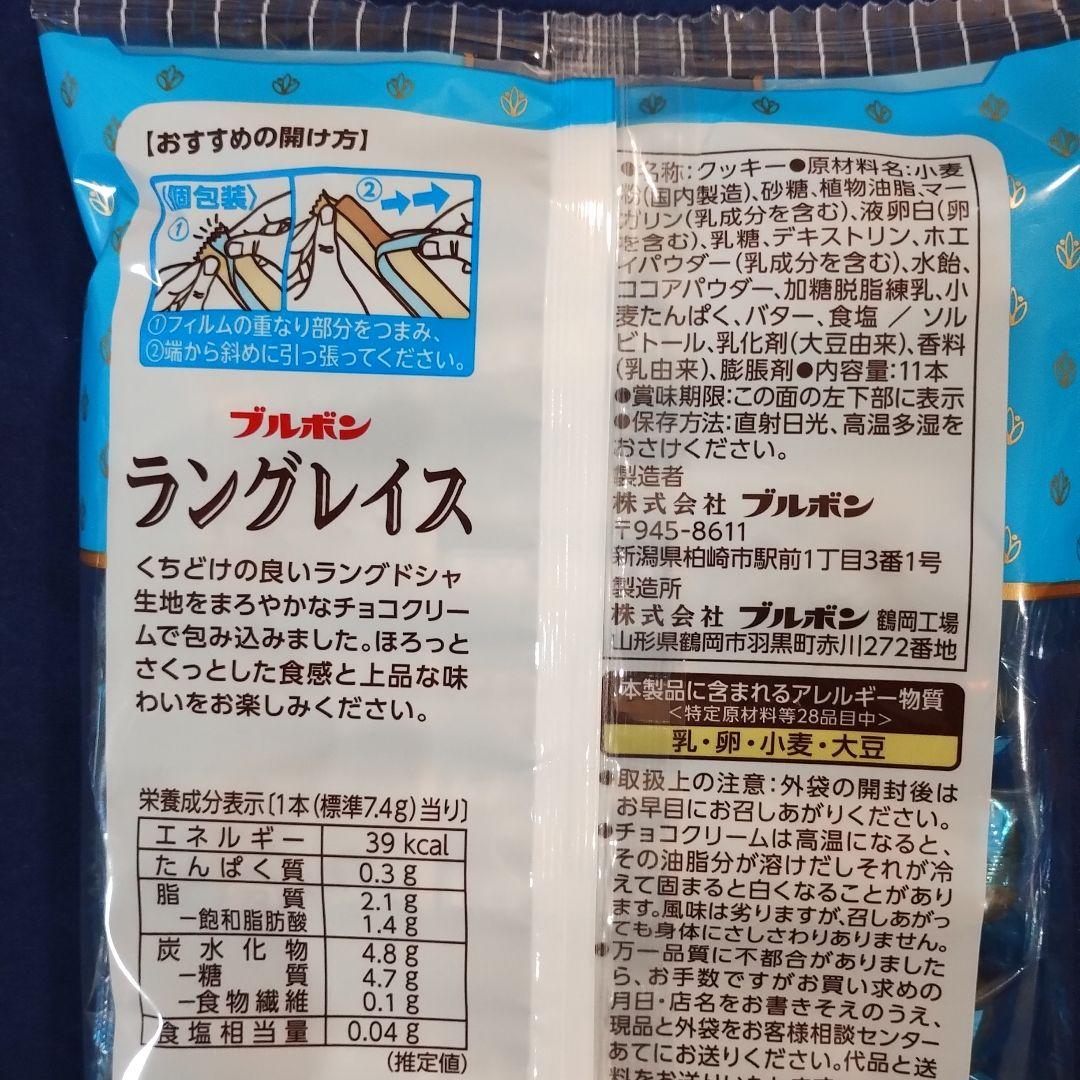 【おすすめの開け方】
〈個包装〉
①
②
①フィルムの重なり部分をつまみ、
②端から斜めに引っ張ってください。
ブルボン
ラングレイス
くちどけの良いラングドシャ
生地をまろやかなチョコクリー
ムで包み込みました。ほろっと
さくっとした食感と上品な味
わいをお楽しみください。
栄養成分表示〔1本(標準7.4g)当り〕
エネルギー 39 kcal
たんぱく質 0.3 g
脂質 2.1 g
−飽和脂肪酸 1.4 g
炭水化物 4.8 g
−糖質 4.7 g
−食物繊維 0.1 g
食塩相当量 0.04 g
(推定値)
●名称:クッキー●原材料名:小麦
粉(国内製造)、砂糖、植物油脂、マー
ガリン(乳成分を含む)、液卵白(卵
を含む)、乳糖、デキストリン、ホエ
イパウダー(乳成分を含む)、水飴、
ココアパウダー、加糖脱脂練乳、小
麦たんぱく、バター、食塩 / ソル
ビトール、乳化剤(大豆由来)、香料
(乳由来)、膨脹剤●内容量:11本
●賞味期限:この面の左下部に表示
●保存方法:直射日光、高温多湿を
おさけください。
製造者
株式会社 ブルボン
〒945-8611
新潟県柏崎市駅前1丁目3番1号
製造所
株式会社 ブルボン 鶴岡工場
山形県鶴岡市羽黒町赤川272番地
本製品に含まれるアレルギー物質
<特定原材料等28品目中>
乳・卵・小麦・大豆
●取扱上の注意:外袋の開封後は
お早目にお召しあがりください。
●チョコクリームは高温になると、
その油脂分が溶けだしそれが冷
えて固まると白くなることがあり
ます。風味は劣りますが、召しあがっ
ても身体にさしさわりありません。
●万一品質に不都合がありました
ら、お手数ですがお買い求めの
月日・店名をお書きそえのうえ、
現品と外袋をお客様相談センター
あてにお送りください。代品と送